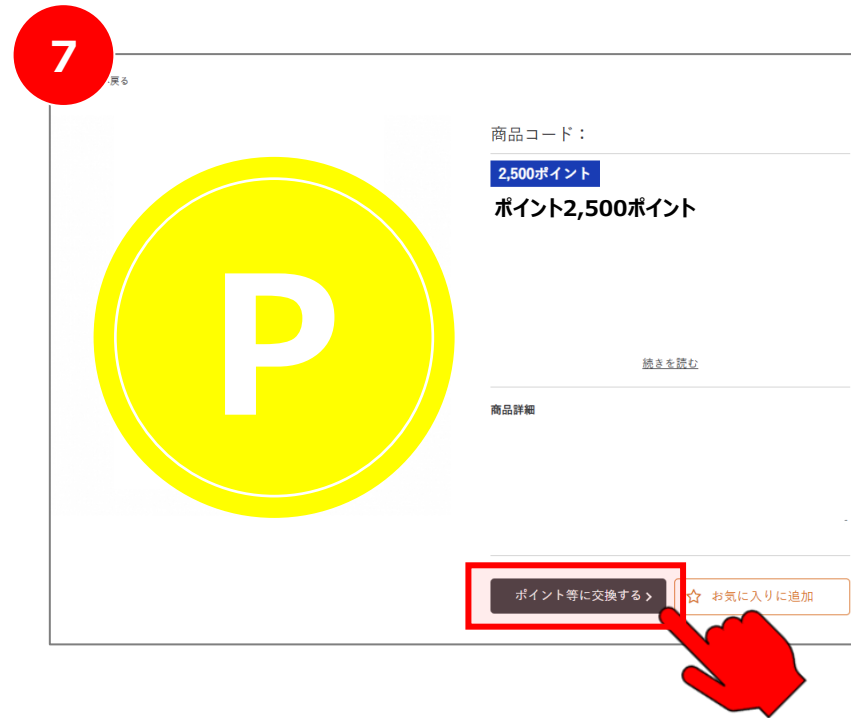 7
戻る
商品コード：
2,500ポイント
ポイント2,500ポイント
P
続きを読む
商品詳細
-
ポイント等に交換する >
☆ お気に入りに追加